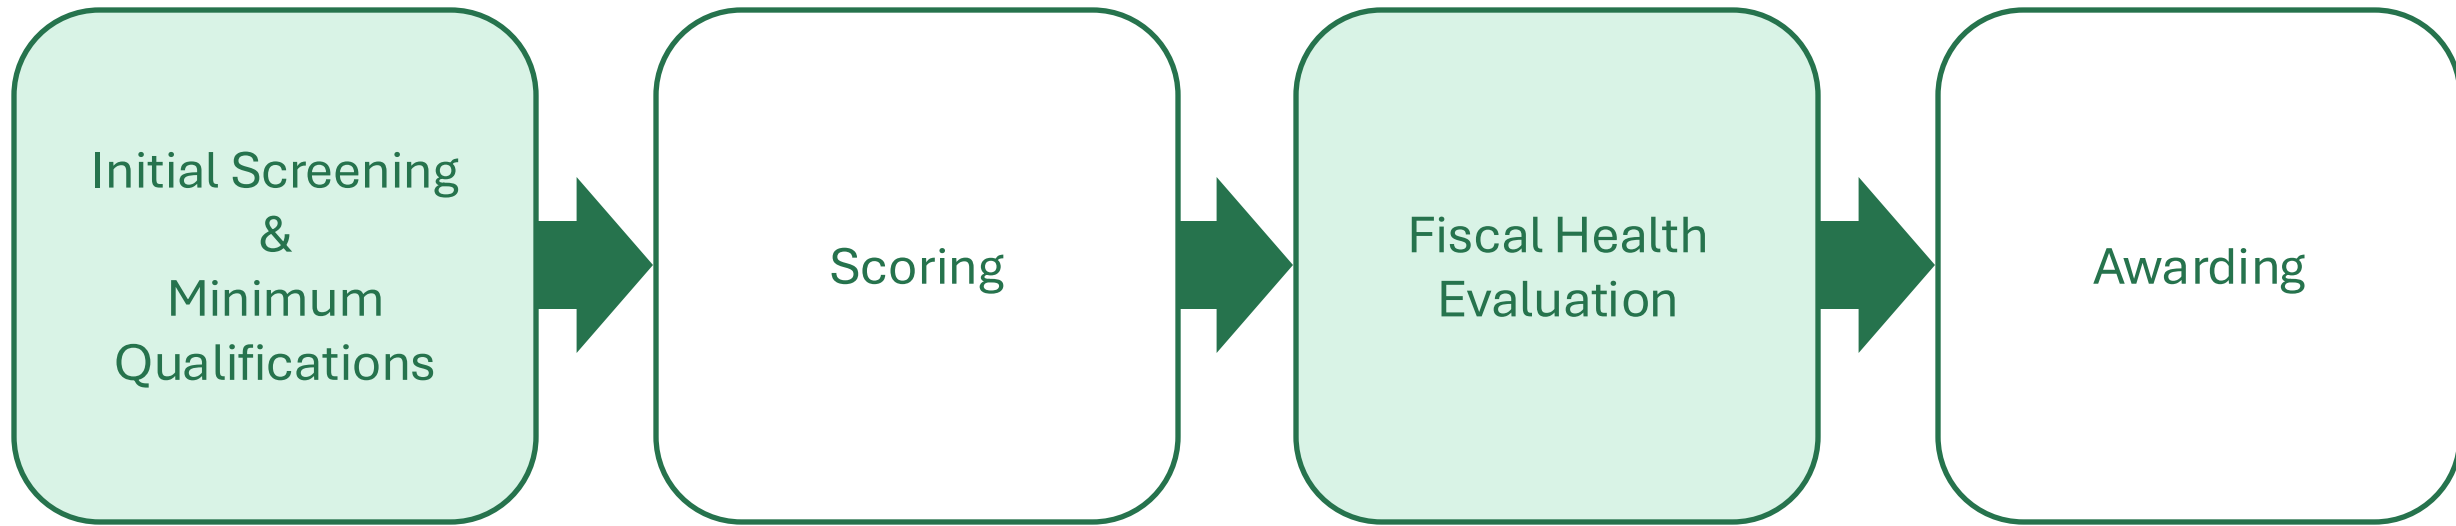 Initial Screening
&
Minimum
Qualifications
Scoring
Fiscal Health
Evaluation
Awarding